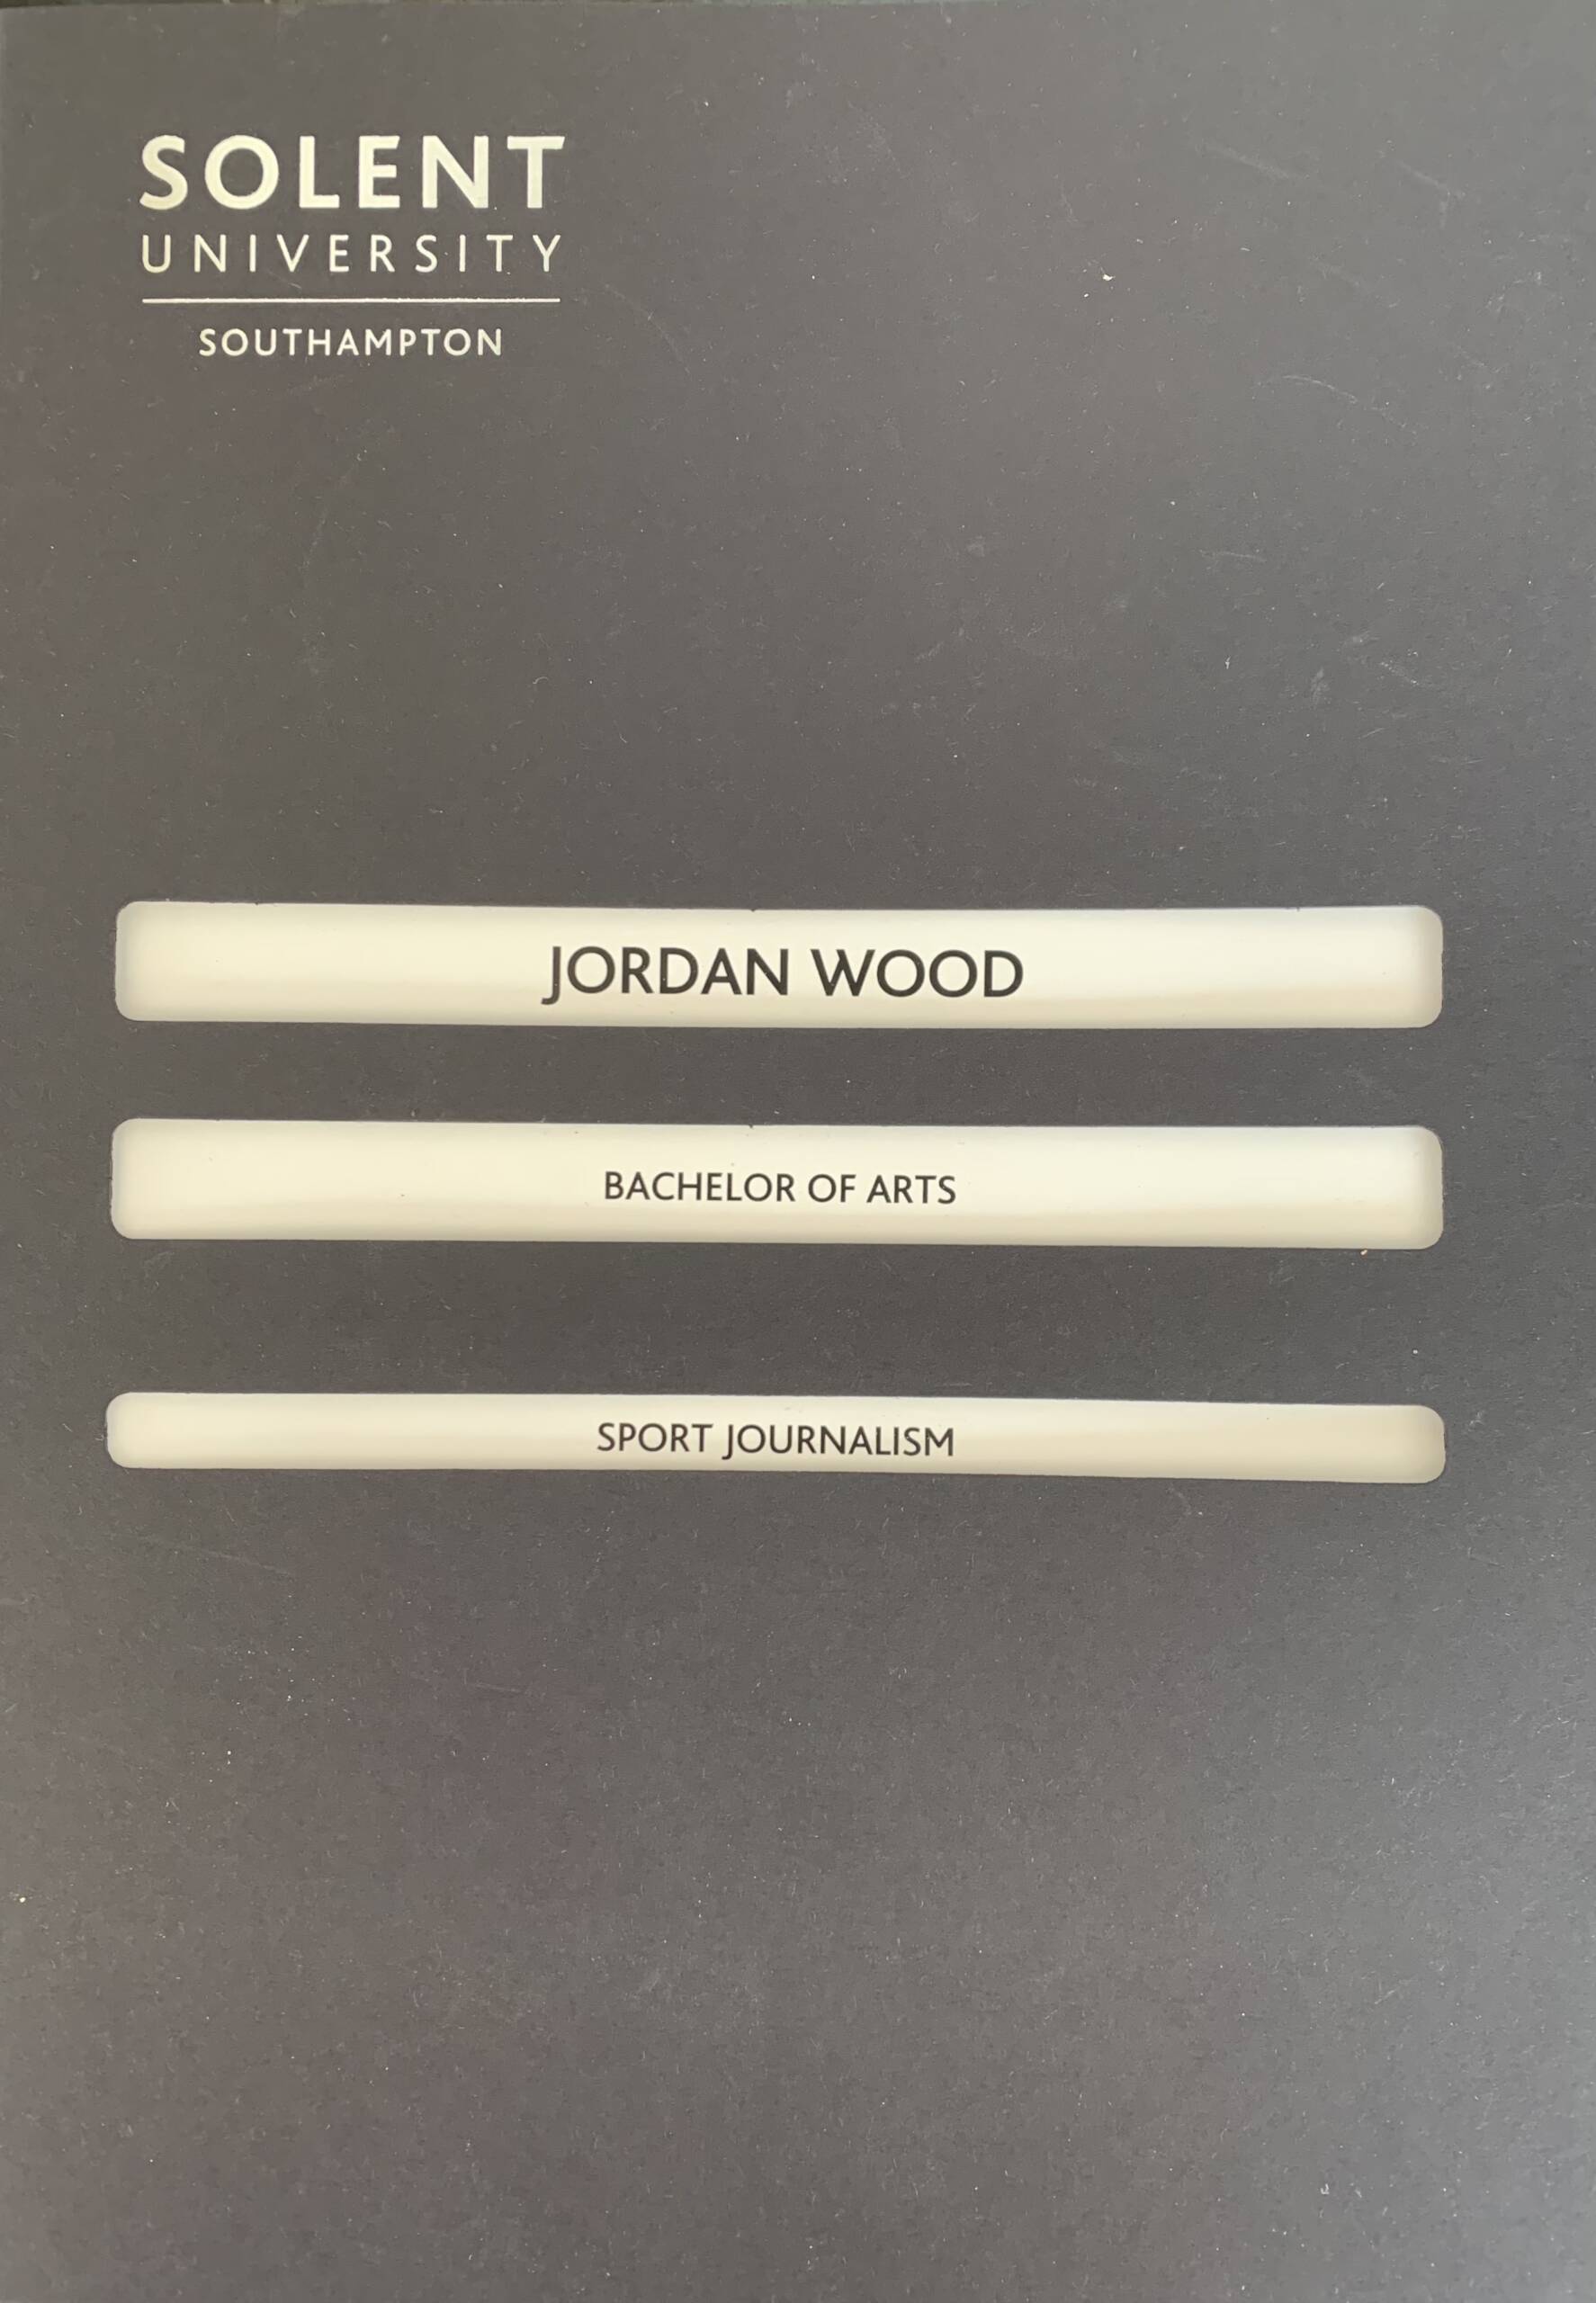 SOLENT
UNIVERSITY
SOUTHAMPTON
JORDAN WOOD
BACHELOR OF ARTS
SPORT JOURNALISM